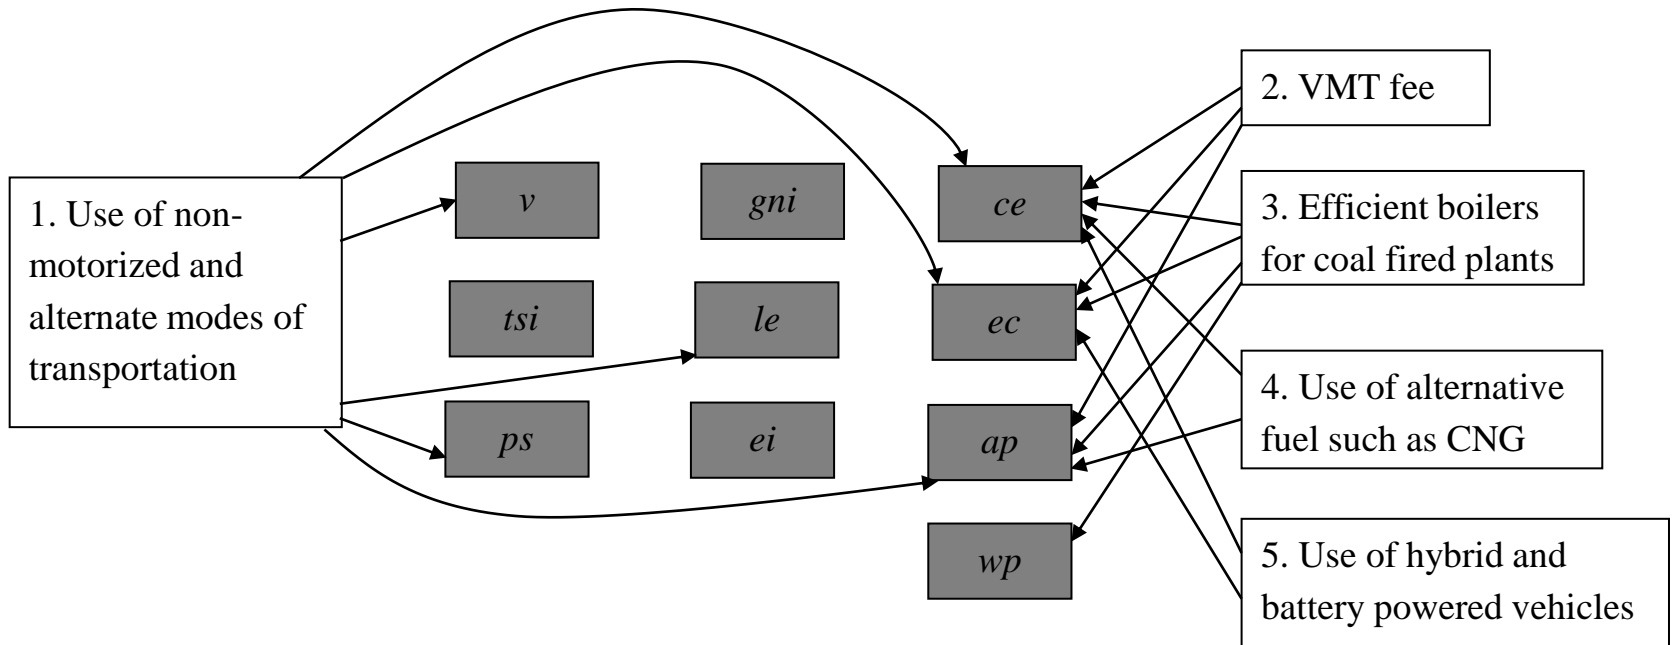 1. Use of non-
motorized and
alternate modes of
transportation
v
gni
ce
tsi
le
ec
ps
ei
ap
wp
2. VMT fee
3. Efficient boilers
for coal fired plants
4. Use of alternative
fuel such as CNG
5. Use of hybrid and
battery powered vehicles